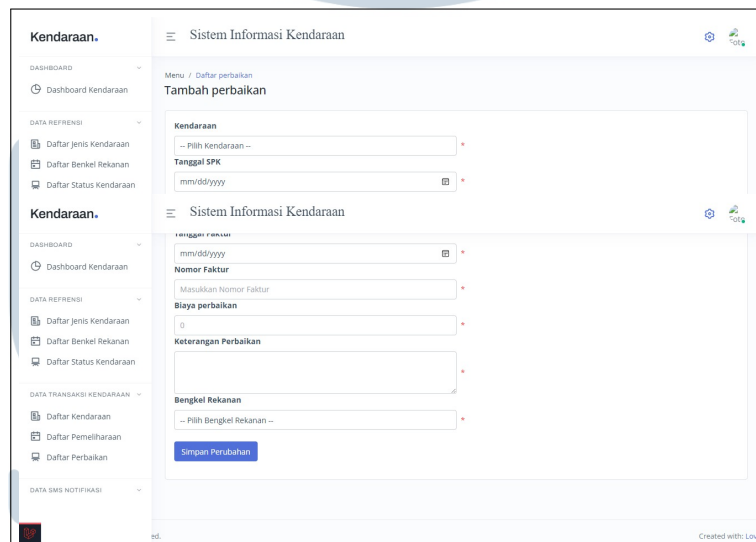 Kendaraan.
Sistem Informasi Kendaraan
Foto
DASHBOARD
Dashboard Kendaraan
Menu / Daftar perbaikan
Tambah perbaikan
DATA REFRENSI
Daftar Jenis Kendaraan
Daftar Benkel Rekanan
Daftar Status Kendaraan
Kendaraan
-- Pilih Kendaraan -- *
Tanggal SPK
mm/dd/yyyy *
Kendaraan.
Sistem Informasi Kendaraan
Foto
DASHBOARD
Dashboard Kendaraan
DATA REFRENSI
Daftar Jenis Kendaraan
Daftar Benkel Rekanan
Daftar Status Kendaraan
DATA TRANSAKSI KENDARAAN
Daftar Kendaraan
Daftar Pemeliharaan
Daftar Perbaikan
DATA SMS NOTIFIKASI
Tanggal Faktur
mm/dd/yyyy *
Nomor Faktur
Masukkan Nomor Faktur *
Biaya perbaikan
0 *
Keterangan Perbaikan
*
Bengkel Rekanan
-- Pilih Bengkel Rekanan -- *
Simpan Perubahan
ed.
Created with: Lov